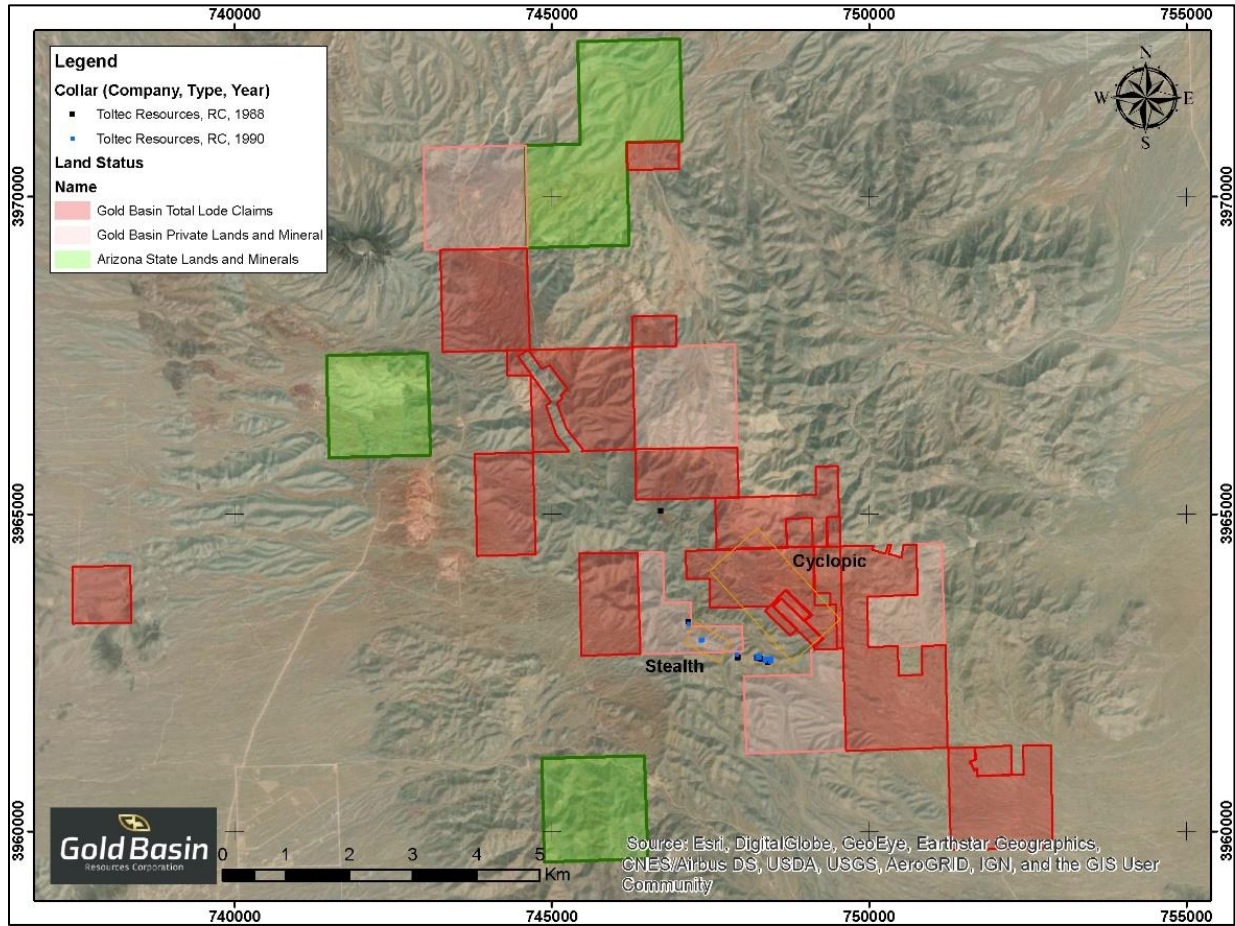 740000
745000
750000
755000
Legend
Collar (Company, Type, Year)
Toltec Resources, RC, 1988
Toltec Resources, RC, 1990
Land Status
Name
Gold Basin Total Lode Claims
Gold Basin Private Lands and Mineral
Arizona State Lands and Minerals
N
W
E
S
3970000
3970000
3965000
3965000
Cyclopic
Stealth
3960000
3960000
Gold Basin
Resources Corporation
0 1 2 3 4 5
Km
Source: Esri, DigitalGlobe, GeoEye, Earthstar Geographics,
CNES/Airbus DS, USDA, USGS, AeroGRID, IGN, and the GIS User
Community
740000
745000
750000
755000